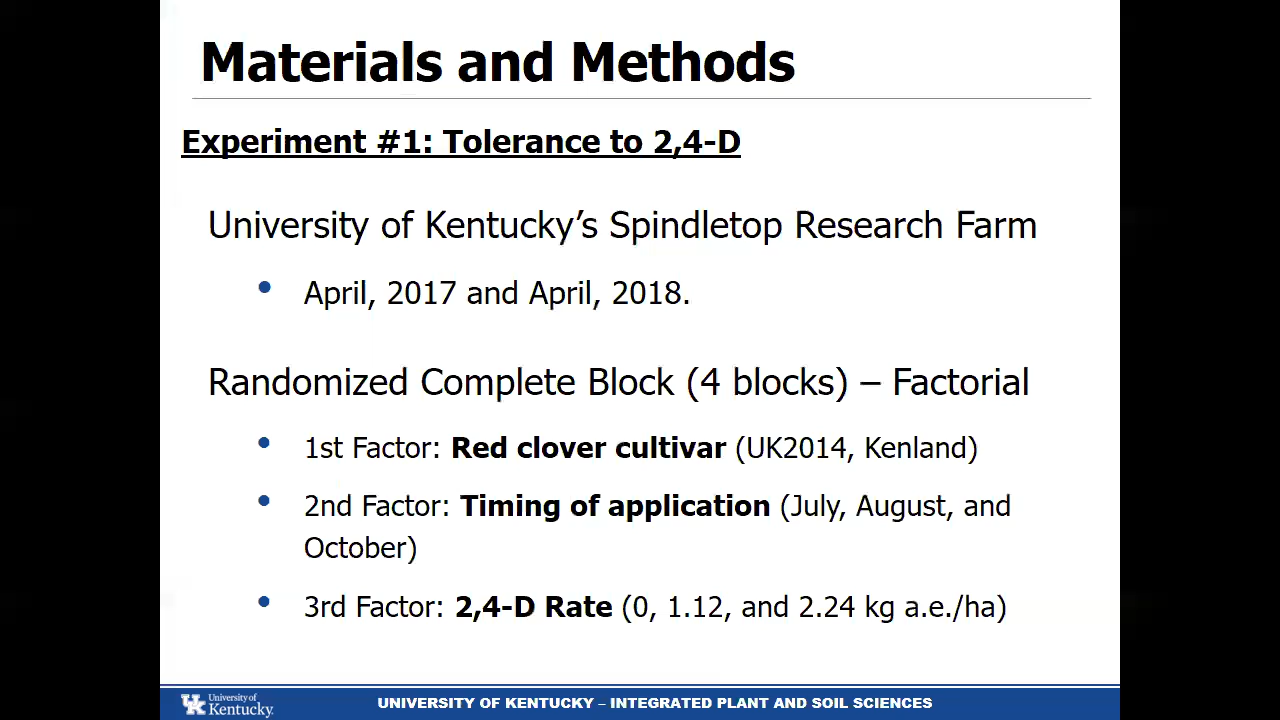 Materials and Methods
Experiment #1: Tolerance to 2,4-D
University of Kentucky’s Spindletop Research Farm
• April, 2017 and April, 2018.
Randomized Complete Block (4 blocks) – Factorial
• 1st Factor: Red clover cultivar (UK2014, Kenland)
• 2nd Factor: Timing of application (July, August, and
October)
• 3rd Factor: 2,4-D Rate (0, 1.12, and 2.24 kg a.e./ha)
UK University of
Kentucky.
UNIVERSITY OF KENTUCKY – INTEGRATED PLANT AND SOIL SCIENCES